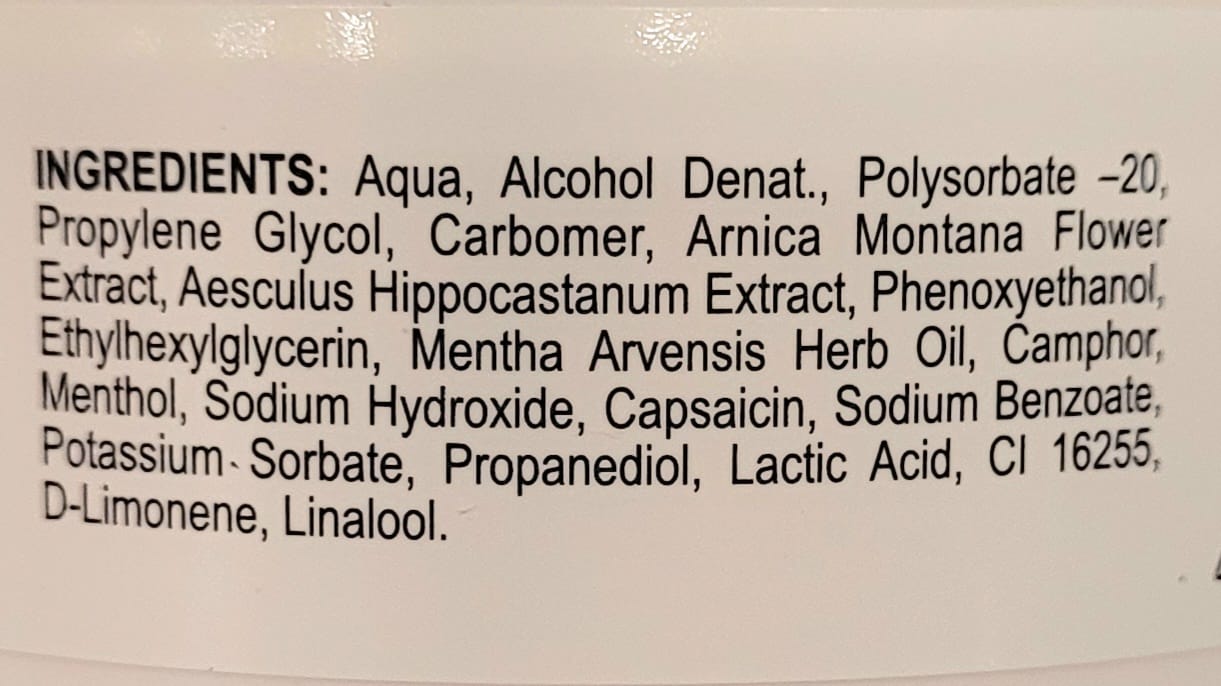 INGREDIENTS: Aqua, Alcohol Denat., Polysorbate –20,
Propylene Glycol, Carbomer, Arnica Montana Flower
Extract, Aesculus Hippocastanum Extract, Phenoxyethanol,
Ethylhexylglycerin, Mentha Arvensis Herb Oil, Camphor,
Menthol, Sodium Hydroxide, Capsaicin, Sodium Benzoate,
Potassium Sorbate, Propanediol, Lactic Acid, CI 16255,
D-Limonene, Linalool.